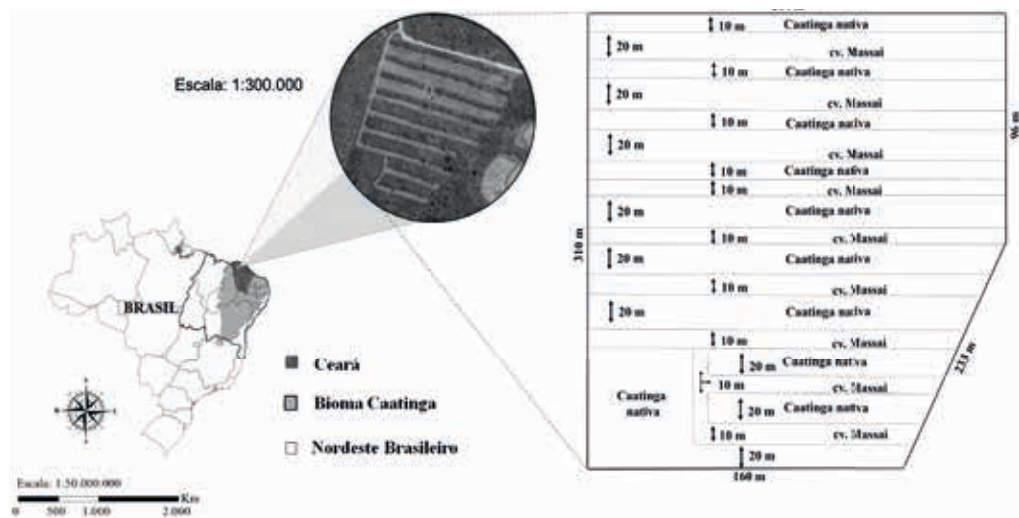 Escala: 1:300.000
BRASIL
Ceará
Bioma Caatinga
Nordeste Brasileiro
Escala: 1:50.000.000
Km
0 500 1.000 2.000
10 m Caatinga nativa
20 m cv. Massai
10 m Caatinga nativa
20 m cv. Massai
10 m Caatinga nativa
20 m cv. Massai
10 m Caatinga nativa
10 m cv. Massai
20 m Caatinga nativa
10 m cv. Massai
20 m Caatinga nativa
10 m cv. Massai
20 m Caatinga nativa
10 m cv. Massai
20 m Caatinga nativa
10 m cv. Massai
20 m Caatinga nativa
10 m cv. Massai
20 m
Caatinga
nativa
310 m
96 m
233 m
160 m